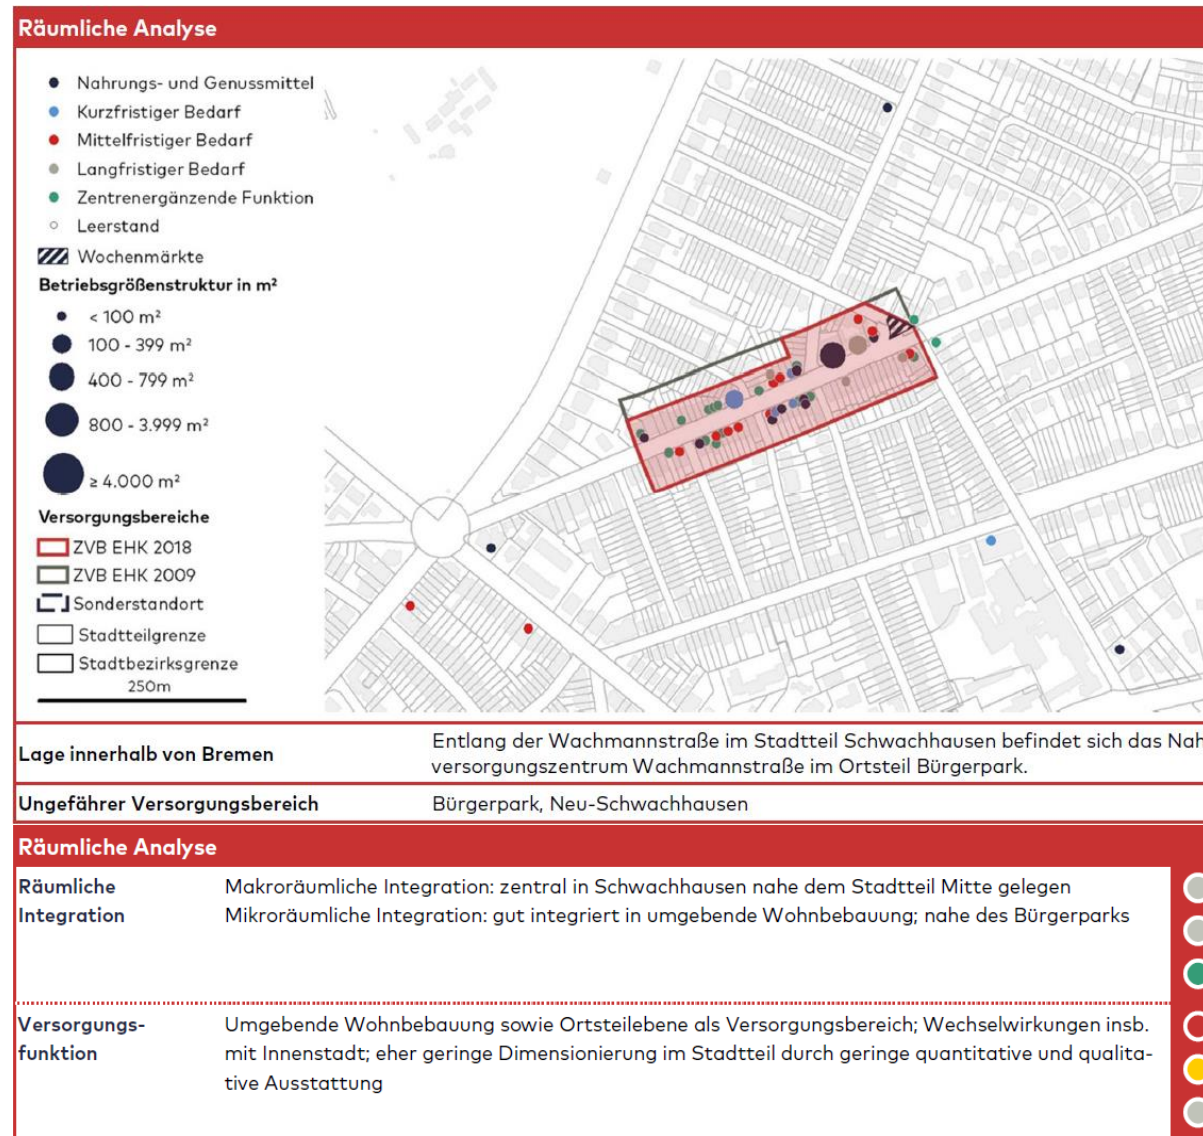 Räumliche Analyse
Nahrungs- und Genussmittel
Kurzfristiger Bedarf
Mittelfristiger Bedarf
Langfristiger Bedarf
Zentrenergänzende Funktion
Leerstand
Wochenmärkte
Betriebsgrößenstruktur in m²
< 100 m²
100 - 399 m²
400 - 799 m²
800 - 3.999 m²
≥ 4.000 m²
Versorgungsbereiche
ZVB EHK 2018
ZVB EHK 2009
Sonderstandort
Stadtteilgrenze
Stadtbezirksgrenze
250m
Lage innerhalb von Bremen
Entlang der Wachmannstraße im Stadtteil Schwachhausen befindet sich das Nah
versorgungszentrum Wachmannstraße im Ortsteil Bürgerpark.
Ungefährer Versorgungsbereich
Bürgerpark, Neu-Schwachhausen
Räumliche Analyse
Räumliche
Integration
Makroräumliche Integration: zentral in Schwachhausen nahe dem Stadtteil Mitte gelegen
Mikroräumliche Integration: gut integriert in umgebende Wohnbebauung; nahe des Bürgerparks
Versorgungs-
funktion
Umgebende Wohnbebauung sowie Ortsteilebene als Versorgungsbereich; Wechselwirkungen insb.
mit Innenstadt; eher geringe Dimensionierung im Stadtteil durch geringe quantitative und qualita-
tive Ausstattung